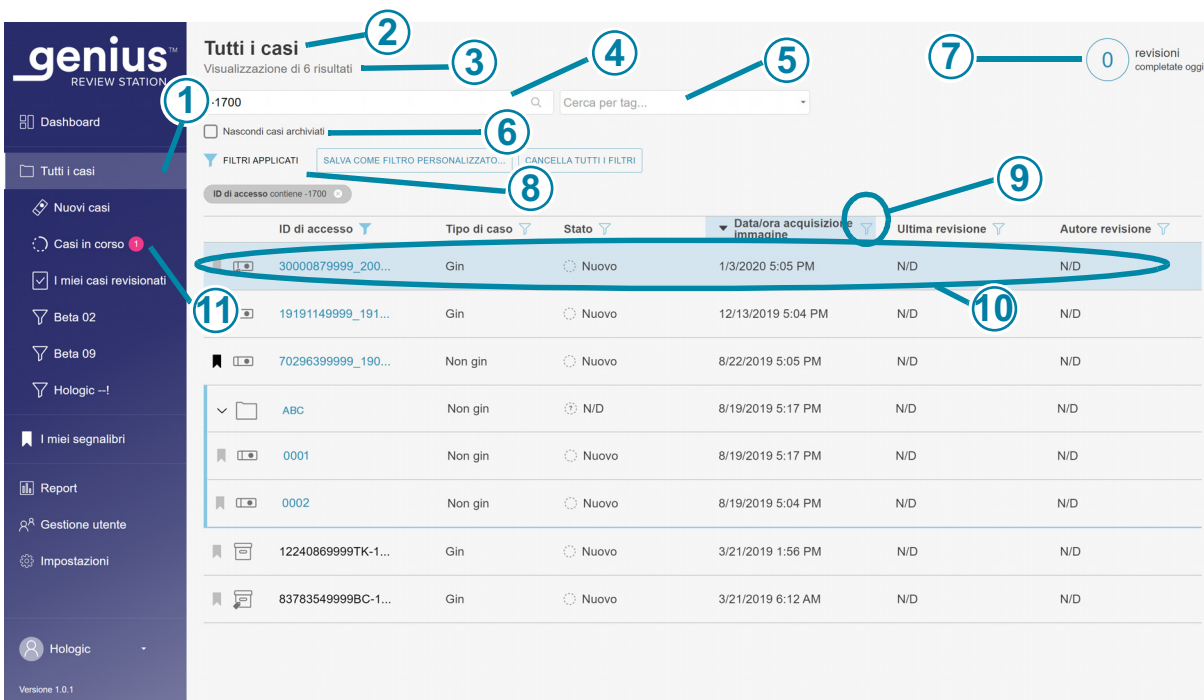 genius™
REVIEW STATION
Dashboard
Tutti i casi
Nuovi casi
Casi in corso 1
I miei casi revisionati
Beta 02
Beta 09
Hologic --!
I miei segnalibri
Report
Gestione utente
Impostazioni
Hologic
Versione 1.0.1
Tutti i casi
Visualizzazione di 6 risultati
-1700
Cerca per tag...
0 revisioni
completate oggi
Nascondi casi archiviati
FILTRI APPLICATI SALVA COME FILTRO PERSONALIZZATO... CANCELLA TUTTI I FILTRI
ID di accesso contiene -1700
ID di accesso Tipo di caso Stato Data/ora acquisizione immagine Ultima revisione Autore revisione
30000879999_200... Gin Nuovo 1/3/2020 5:05 PM N/D N/D
19191149999_191... Gin Nuovo 12/13/2019 5:04 PM N/D N/D
70296399999_190... Non gin Nuovo 8/22/2019 5:05 PM N/D N/D
ABC Non gin ? N/D 8/19/2019 5:17 PM N/D N/D
0001 Non gin Nuovo 8/19/2019 5:17 PM N/D N/D
0002 Non gin Nuovo 8/19/2019 5:04 PM N/D N/D
12240869999TK-1... Gin Nuovo 3/21/2019 1:56 PM N/D N/D
83783549999BC-1... Gin Nuovo 3/21/2019 6:12 AM N/D N/D
1
2
3
4
5
6
7
8
9
10
11